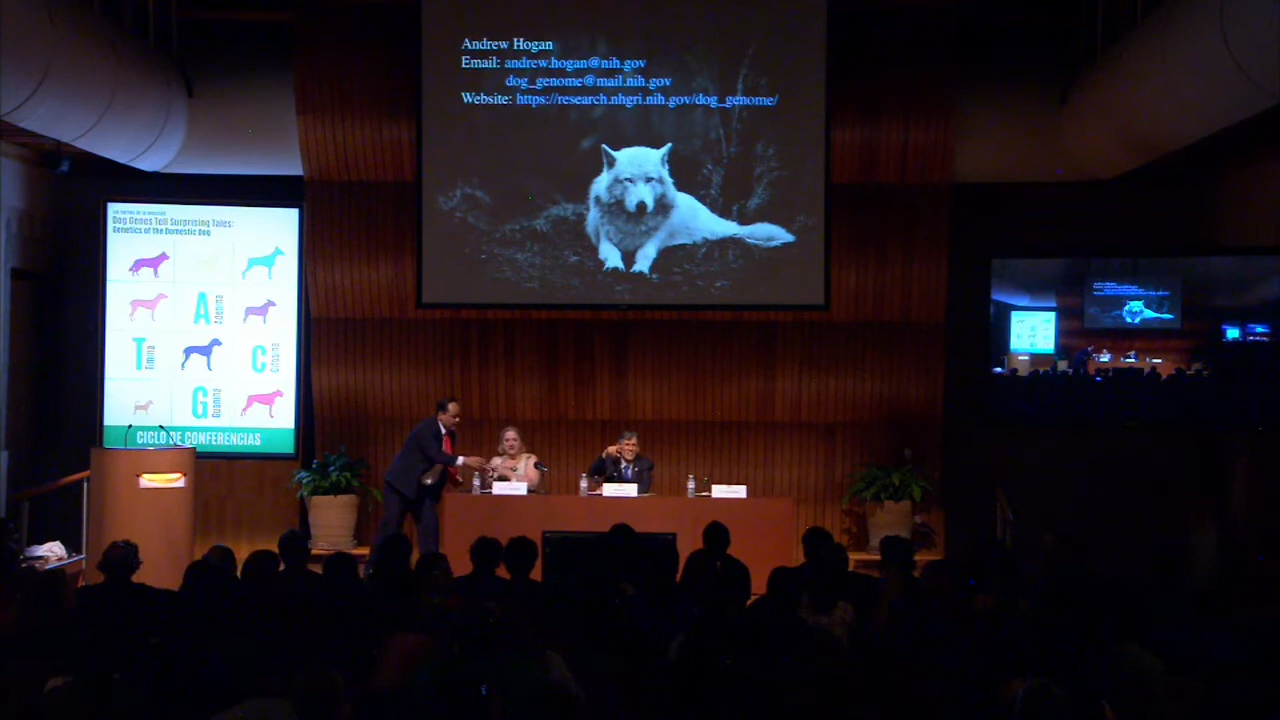 Andrew Hogan
Email: andrew.hogan@nih.gov
dog_genome@mail.nih.gov
Website: https://research.nhgri.nih.gov/dog_genome/
Dog Genes Tell Surprising Tales:
Genetics of the Domestic Dog
A Adenina
T Timina
C Citosina
G Guanina
CICLO DE CONFERENCIAS